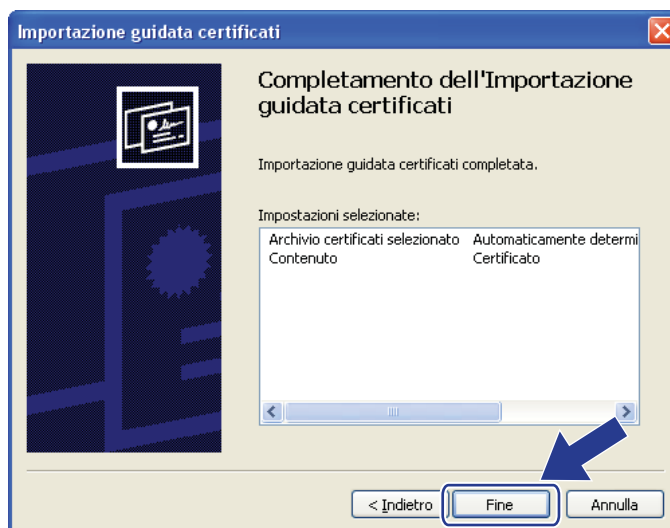 Importazione guidata certificati
Completamento dell'Importazione
guidata certificati
Importazione guidata certificati completata.
Impostazioni selezionate:
Archivio certificati selezionato Automaticamente determi
Contenuto Certificato
< Indietro Fine Annulla